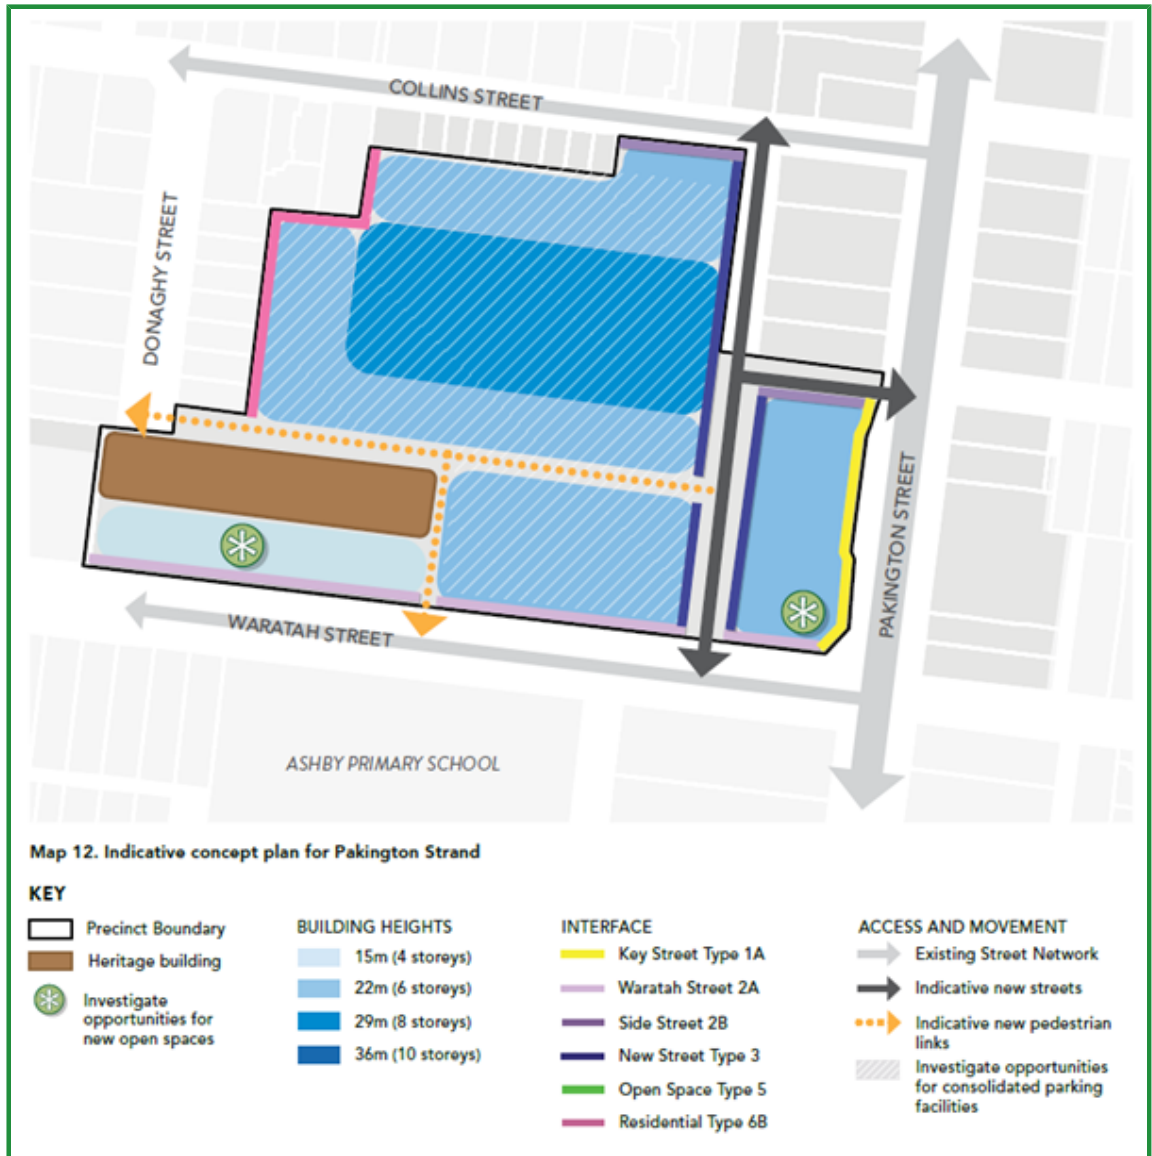 COLLINS STREET
DONAGHY STREET
PAKINGTON STREET
WARATAH STREET
ASHBY PRIMARY SCHOOL
Map 12. Indicative concept plan for Pakington Strand
KEY
Precinct Boundary
Heritage building
Investigate
opportunities for
new open spaces
BUILDING HEIGHTS
15m (4 storeys)
22m (6 storeys)
29m (8 storeys)
36m (10 storeys)
INTERFACE
Key Street Type 1A
Waratah Street 2A
Side Street 2B
New Street Type 3
Open Space Type 5
Residential Type 6B
ACCESS AND MOVEMENT
Existing Street Network
Indicative new streets
Indicative new pedestrian
links
Investigate opportunities
for consolidated parking
facilities